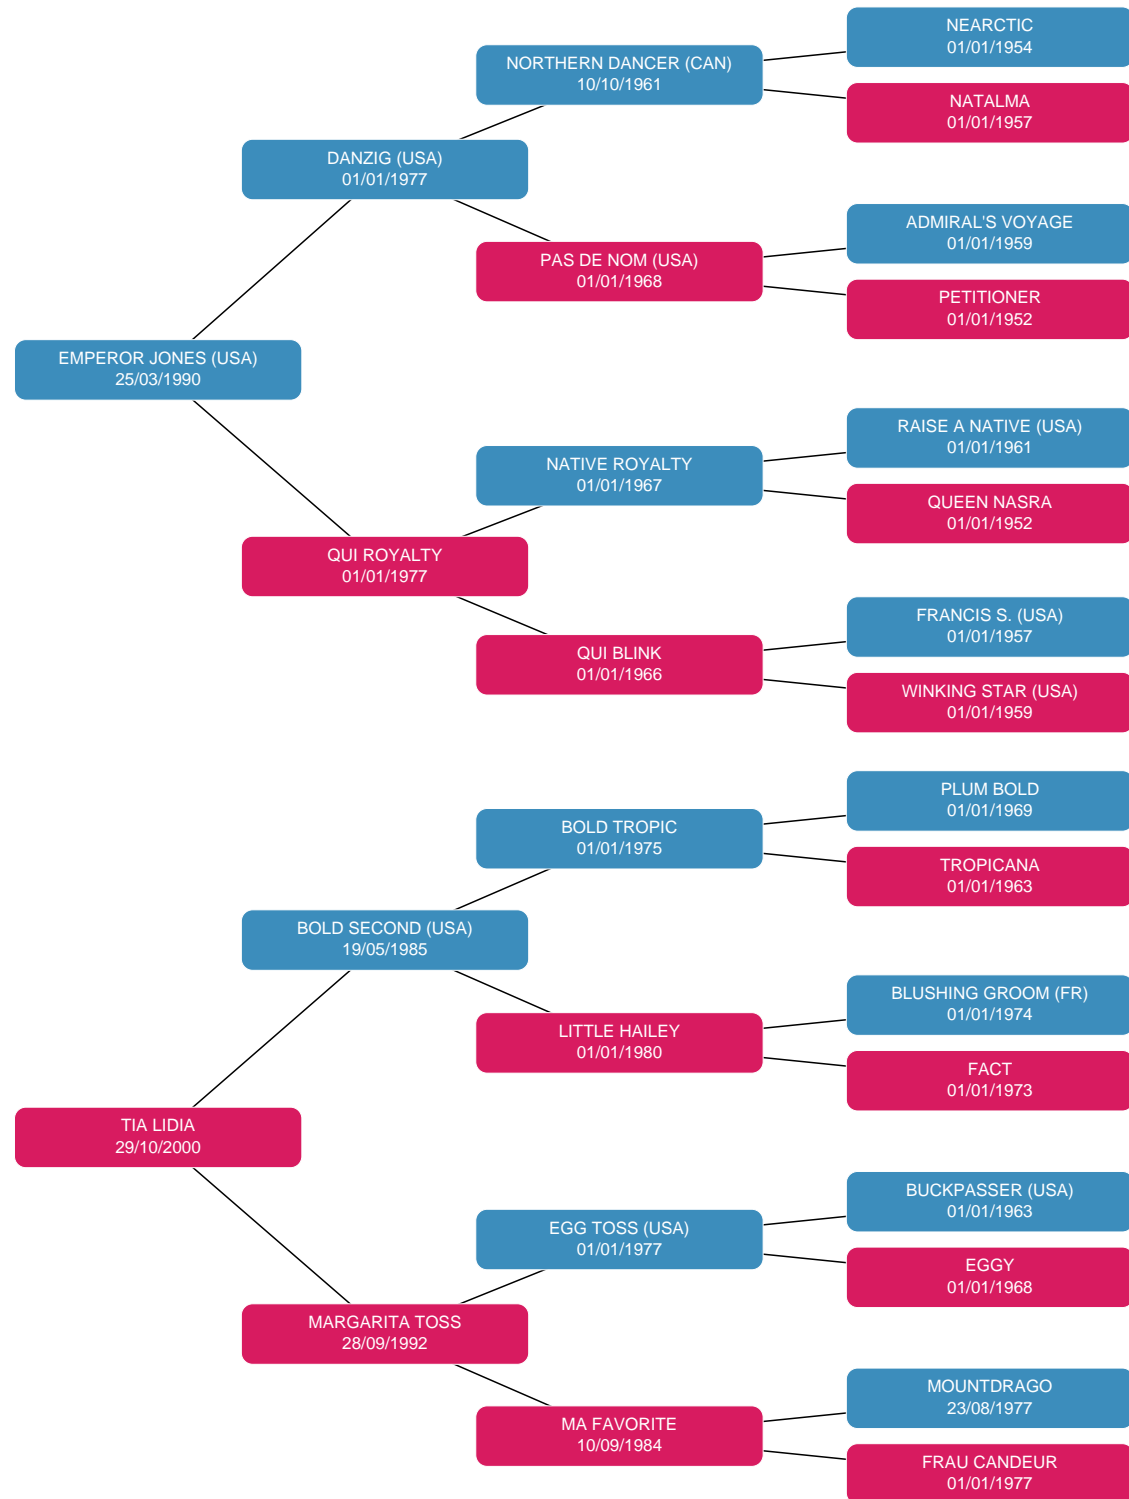 NEARCTIC
01/01/1954
NORTHERN DANCER (CAN)
10/10/1961
NATALMA
01/01/1957
DANZIG (USA)
01/01/1977
ADMIRAL'S VOYAGE
01/01/1959
PAS DE NOM (USA)
01/01/1968
PETITIONER
01/01/1952
EMPEROR JONES (USA)
25/03/1990
RAISE A NATIVE (USA)
01/01/1961
NATIVE ROYALTY
01/01/1967
QUEEN NASRA
01/01/1952
QUI ROYALTY
01/01/1977
FRANCIS S. (USA)
01/01/1957
QUI BLINK
01/01/1966
WINKING STAR (USA)
01/01/1959
PLUM BOLD
01/01/1969
BOLD TROPIC
01/01/1975
TROPICANA
01/01/1963
BOLD SECOND (USA)
19/05/1985
BLUSHING GROOM (FR)
01/01/1974
LITTLE HAILEY
01/01/1980
FACT
01/01/1973
TIA LIDIA
29/10/2000
BUCKPASSER (USA)
01/01/1963
EGG TOSS (USA)
01/01/1977
EGGY
01/01/1968
MARGARITA TOSS
28/09/1992
MOUNTDRAGO
23/08/1977
MA FAVORITE
10/09/1984
FRAU CANDEUR
01/01/1977